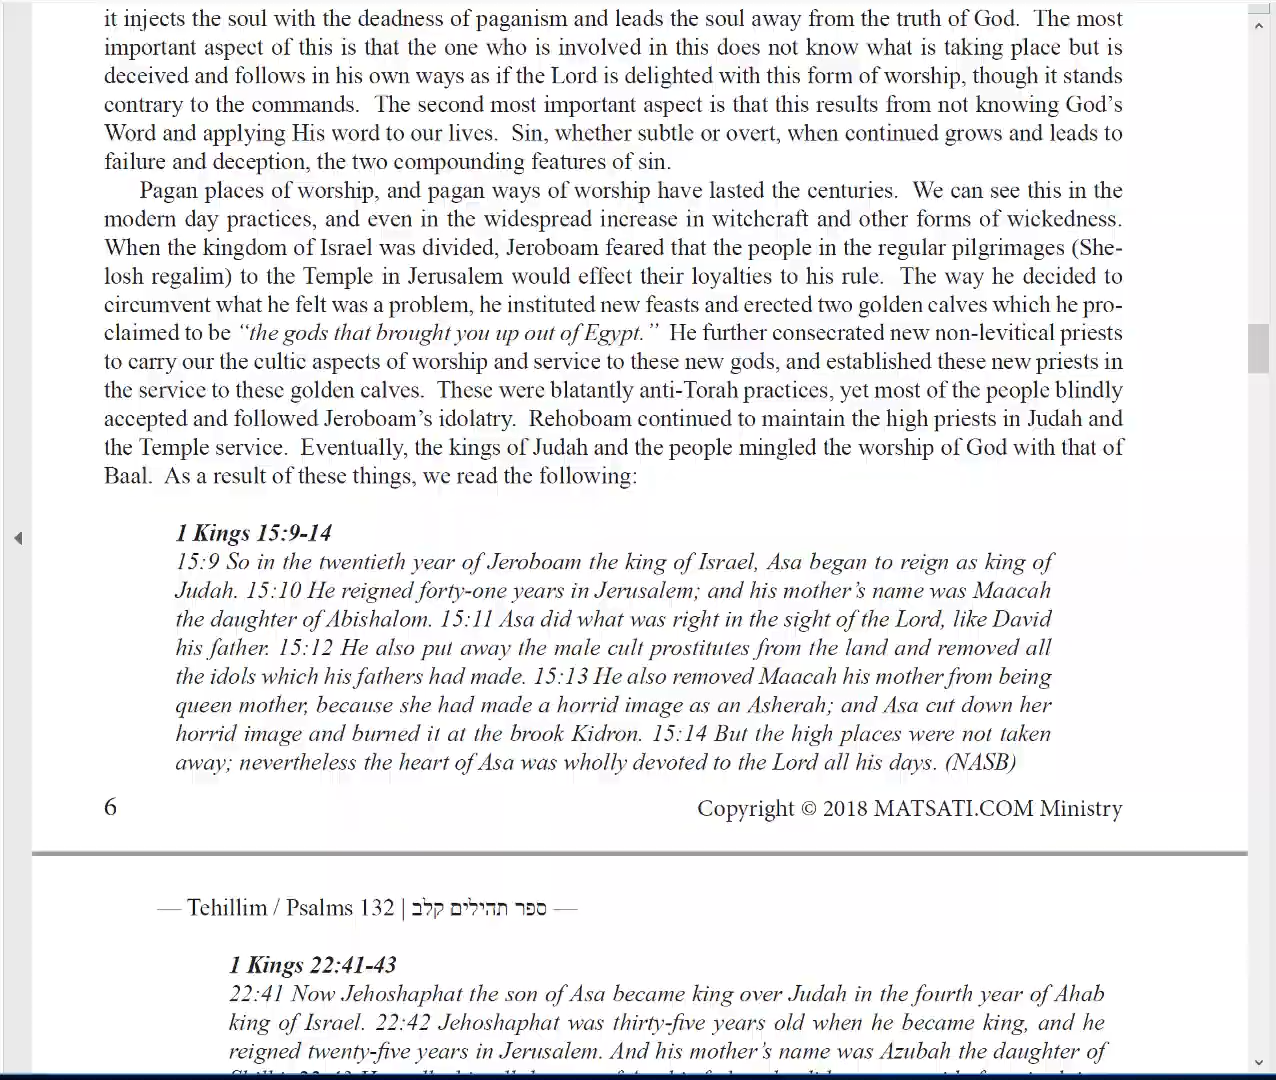 it injects the soul with the deadness of paganism and leads the soul away from the truth of God.  The most
important aspect of this is that the one who is involved in this does not know what is taking place but is
deceived and follows in his own ways as if the Lord is delighted with this form of worship, though it stands
contrary to the commands.  The second most important aspect is that this results from not knowing God's
Word and applying His word to our lives.  Sin, whether subtle or overt, when continued grows and leads to
failure and deception, the two compounding features of sin.
Pagan places of worship, and pagan ways of worship have lasted the centuries.  We can see this in the
modern day practices, and even in the widespread increase in witchcraft and other forms of wickedness.
When the kingdom of Israel was divided, Jeroboam feared that the people in the regular pilgrimages (She-
losh regalim) to the Temple in Jerusalem would effect their loyalties to his rule.  The way he decided to
circumvent what he felt was a problem, he instituted new feasts and erected two golden calves which he pro-
claimed to be “the gods that brought you up out of Egypt.”  He further consecrated new non-levitical priests
to carry our the cultic aspects of worship and service to these new gods, and established these new priests in
the service to these golden calves.  These were blatantly anti-Torah practices, yet most of the people blindly
accepted and followed Jeroboam's idolatry.  Rehoboam continued to maintain the high priests in Judah and
the Temple service.  Eventually, the kings of Judah and the people mingled the worship of God with that of
Baal.  As a result of these things, we read the following:
1 Kings 15:9-14
15:9 So in the twentieth year of Jeroboam the king of Israel, Asa began to reign as king of
Judah. 15:10 He reigned forty-one years in Jerusalem; and his mother's name was Maacah
the daughter of Abishalom. 15:11 Asa did what was right in the sight of the Lord, like David
his father. 15:12 He also put away the male cult prostitutes from the land and removed all
the idols which his fathers had made. 15:13 He also removed Maacah his mother from being
queen mother, because she had made a horrid image as an Asherah; and Asa cut down her
horrid image and burned it at the brook Kidron. 15:14 But the high places were not taken
away; nevertheless the heart of Asa was wholly devoted to the Lord all his days. (NASB)
6 Copyright © 2018 MATSATI.COM Ministry
— Tehillim / Psalms 132 | ספר תהילים קלב —
1 Kings 22:41-43
22:41 Now Jehoshaphat the son of Asa became king over Judah in the fourth year of Ahab
king of Israel. 22:42 Jehoshaphat was thirty-five years old when he became king, and he
reigned twenty-five years in Jerusalem. And his mother's name was Azubah the daughter of